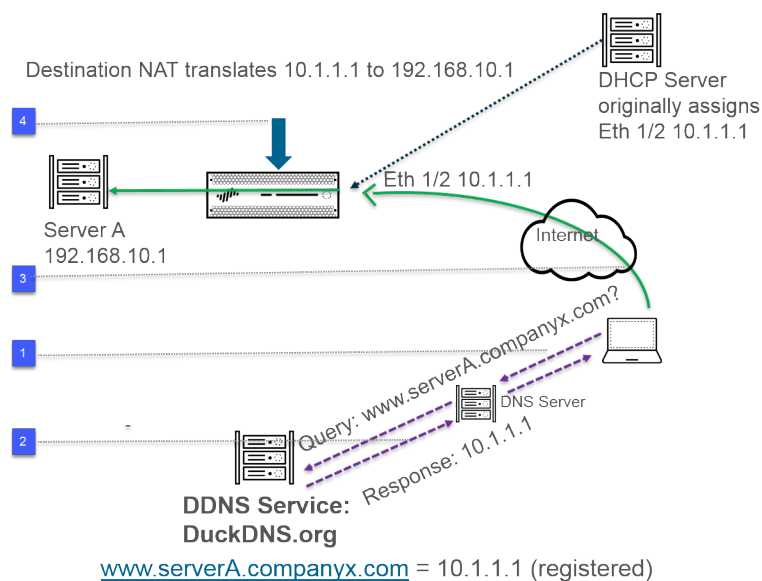 Destination NAT translates 10.1.1.1 to 192.168.10.1
DHCP Server
originally assigns
Eth 1/2 10.1.1.1
4
Eth 1/2 10.1.1.1
Server A
192.168.10.1
Internet
3
Query: www.serverA.companyx.com?
1
DNS Server
2
Response: 10.1.1.1
DDNS Service:
DuckDNS.org
www.serverA.companyx.com = 10.1.1.1 (registered)